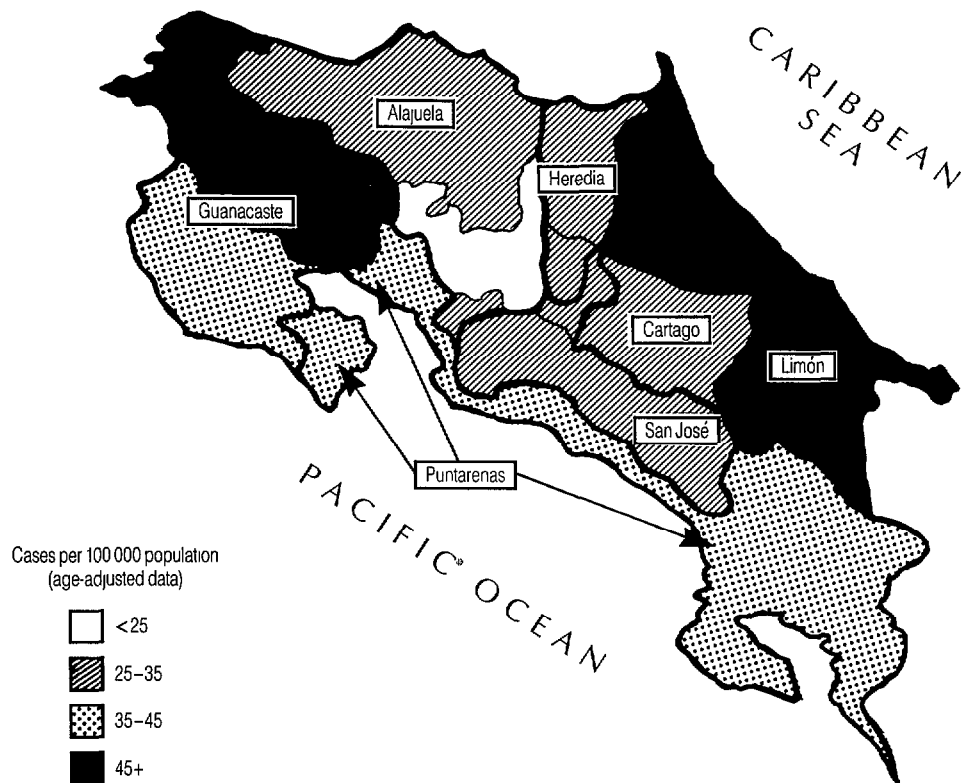 CARIBBEAN
SEA
Alajuela
Heredia
Guanacaste
Cartago
Limón
San José
Puntarenas
PACIFIC OCEAN
Cases per 100 000 population
(age-adjusted data)
<25
25–35
35–45
45+